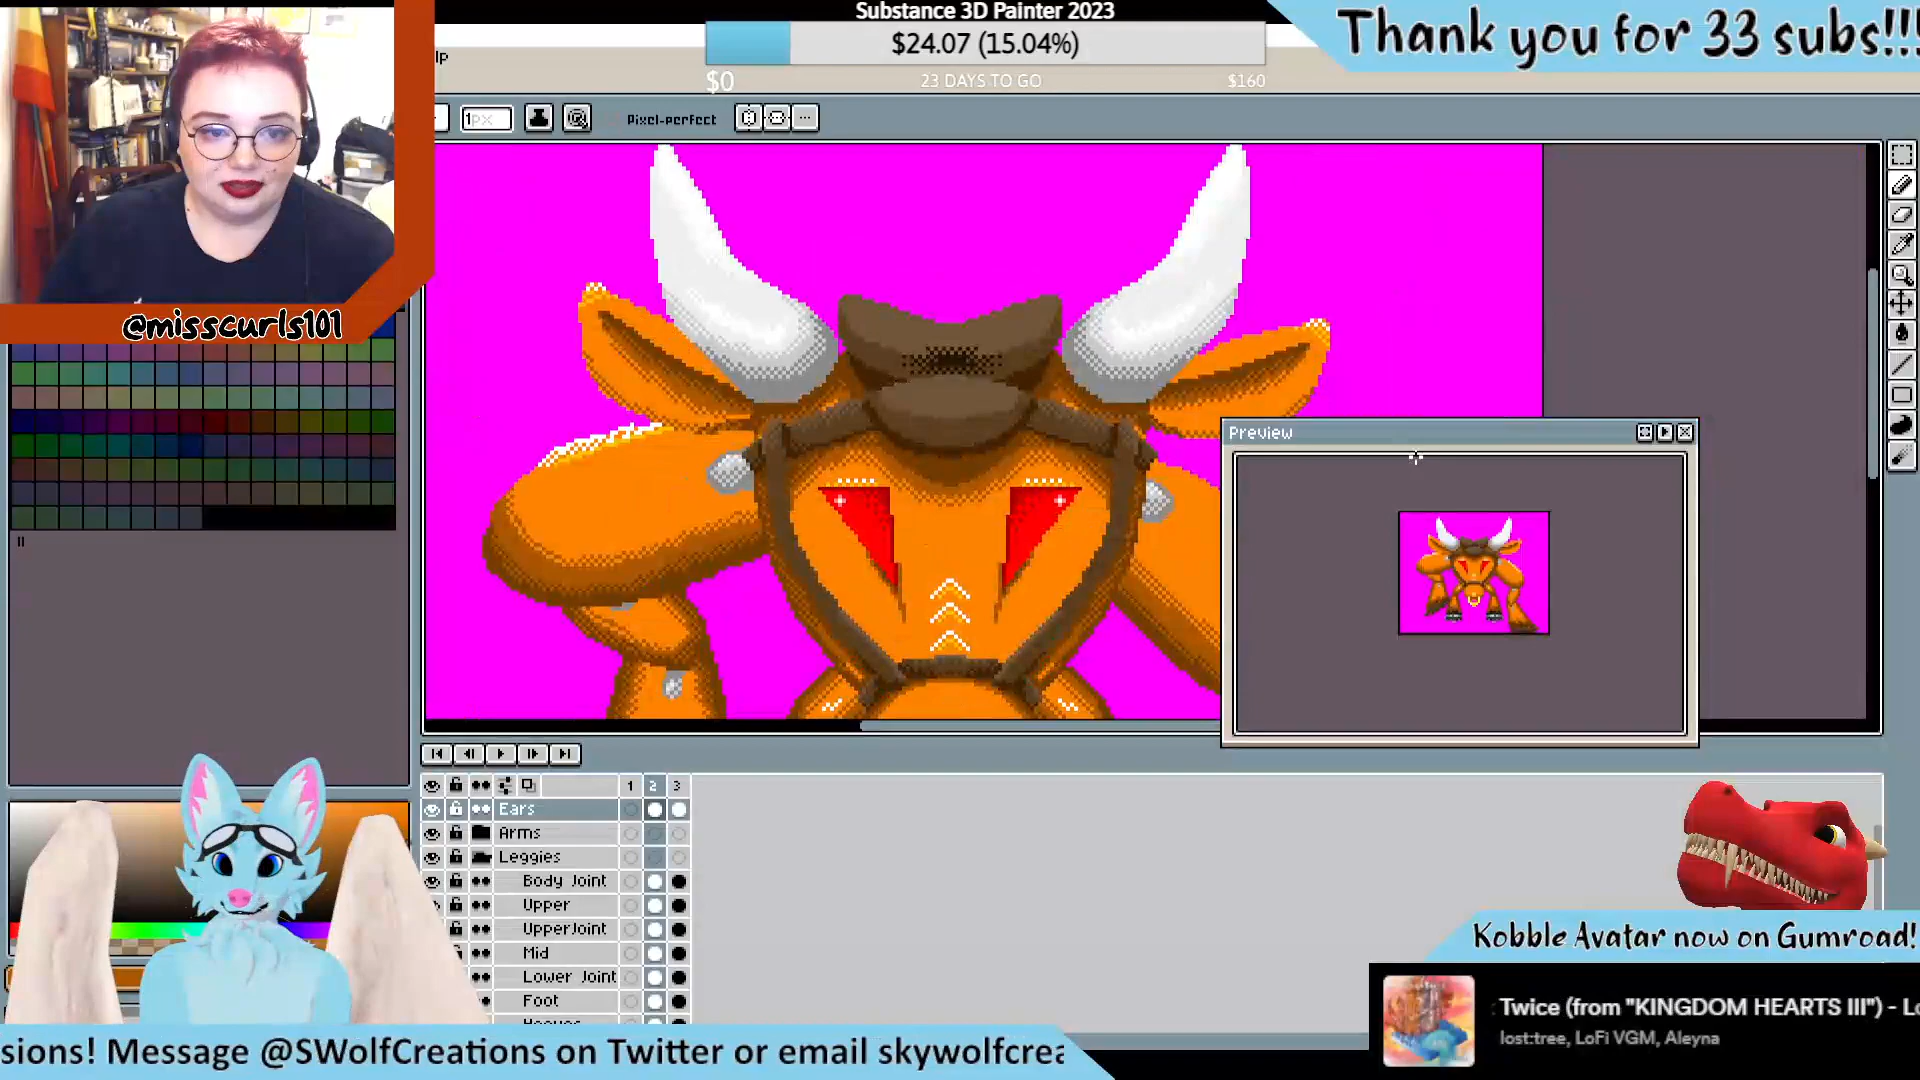 Substance 3D Painter 2023
$24.07 (15.04%)
$0
23 DAYS TO GO
$160
Thank you for 33 subs!!!
lp
1px
Pixel-perfect
@misscurls101
Preview
1 2 3
Ears
Arms
Leggies
Body Joint
Upper
UpperJoint
Mid
Lower Joint
Foot
Kobble Avatar now on Gumroad!
Twice (from "KINGDOM HEARTS III") - Lo
lost:tree, LoFi VGM, Aleyna
sions! Message @SWolfCreations on Twitter or email skywolfcrea